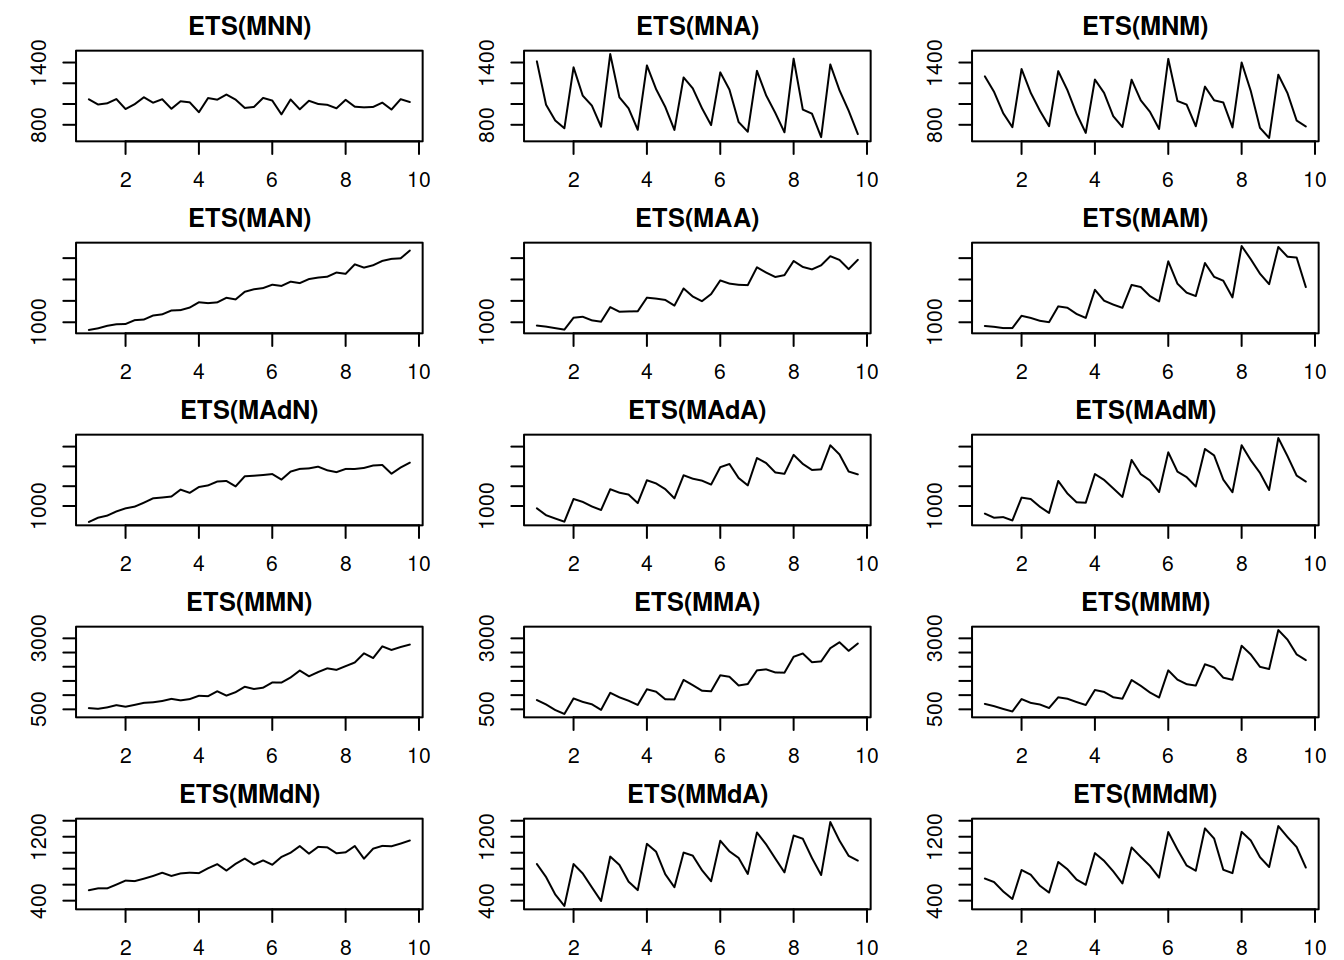 ETS(MNN) ETS(MNA) ETS(MNM)
1400 1400 1400
800 800 800
2 4 6 8 10 2 4 6 8 10 2 4 6 8 10
ETS(MAN) ETS(MAA) ETS(MAM)
1000 1000 1000
2 4 6 8 10 2 4 6 8 10 2 4 6 8 10
ETS(MAdN) ETS(MAdA) ETS(MAdM)
1000 1000 1000
2 4 6 8 10 2 4 6 8 10 2 4 6 8 10
ETS(MMN) ETS(MMA) ETS(MMM)
3000 3000 3000
500 500 500
2 4 6 8 10 2 4 6 8 10 2 4 6 8 10
ETS(MMdN) ETS(MMdA) ETS(MMdM)
1200 1200 1200
400 400 400
2 4 6 8 10 2 4 6 8 10 2 4 6 8 10